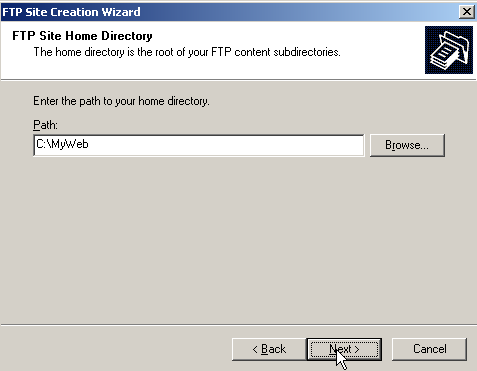 FTP Site Creation Wizard
FTP Site Home Directory
The home directory is the root of your FTP content subdirectories.
Enter the path to your home directory.
Path:
C:\MyWeb
Browse...
< Back
Next >
Cancel